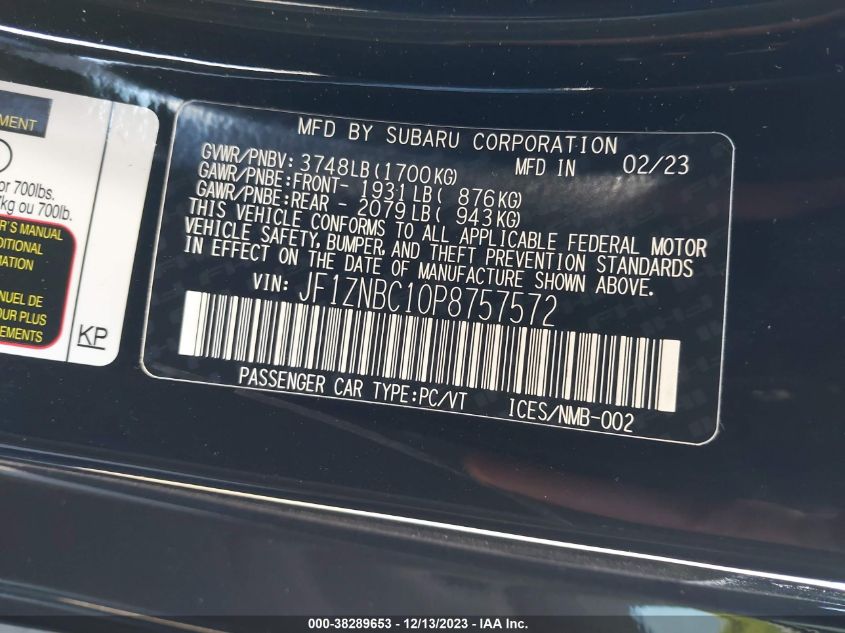 MENT
or 700lbs.
kg ou 700lb.
R'S MANUAL
DITIONAL
MATION
NUEL DE
OUR PLUS
EMENTS
KP
MFD BY SUBARU CORPORATION
GVWR/PNBV: 3748LB(1700KG) MFD IN 02/23
GAWR/PNBE:FRONT- 1931LB( 876KG)
GAWR/PNBE:REAR - 2079LB( 943KG)
THIS VEHICLE CONFORMS TO ALL APPLICABLE FEDERAL MOTOR
VEHICLE SAFETY, BUMPER, AND THEFT PREVENTION STANDARDS
IN EFFECT ON THE DATE OF MANUFACTURE SHOWN ABOVE.
VIN: JF1ZNBC10P8757572
PASSENGER CAR TYPE:PC/VT ICES/NMB-002
000-38289653 - 12/13/2023 - IAA Inc.